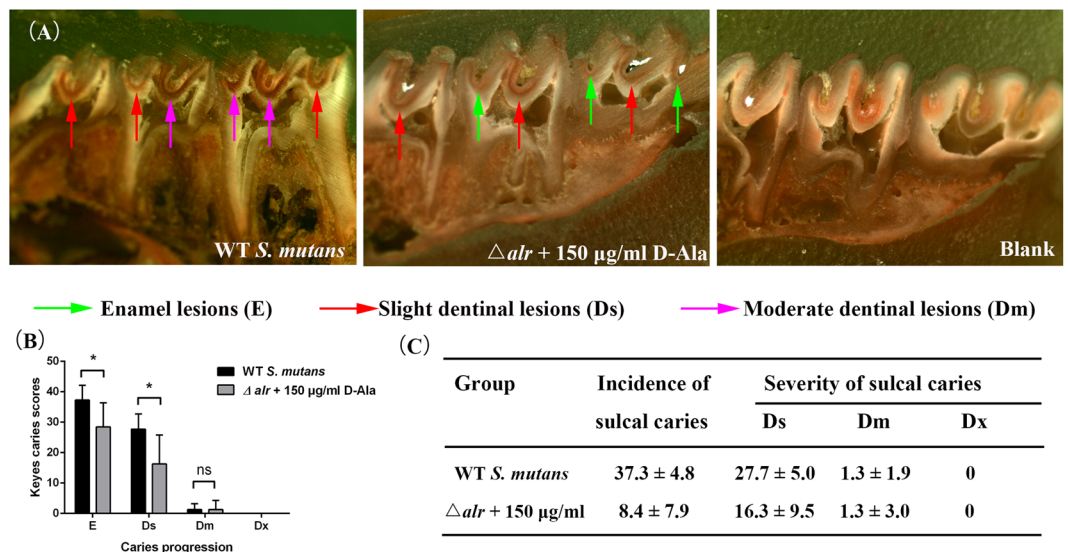 (A)
WT S. mutans
△alr + 150 μg/ml D-Ala
Blank
Enamel lesions (E)
Slight dentinal lesions (Ds)
Moderate dentinal lesions (Dm)
(B)
50
40
30
20
10
0
Keyes caries scores
*
*
ns
WT S. mutans
Δ alr + 150 μg/ml D-Ala
E Ds Dm Dx
Caries progression
(C)
Group Incidence of Severity of sulcal caries
sulcal caries Ds Dm Dx
WT S. mutans 37.3 ± 4.8 27.7 ± 5.0 1.3 ± 1.9 0
△alr + 150 μg/ml 8.4 ± 7.9 16.3 ± 9.5 1.3 ± 3.0 0